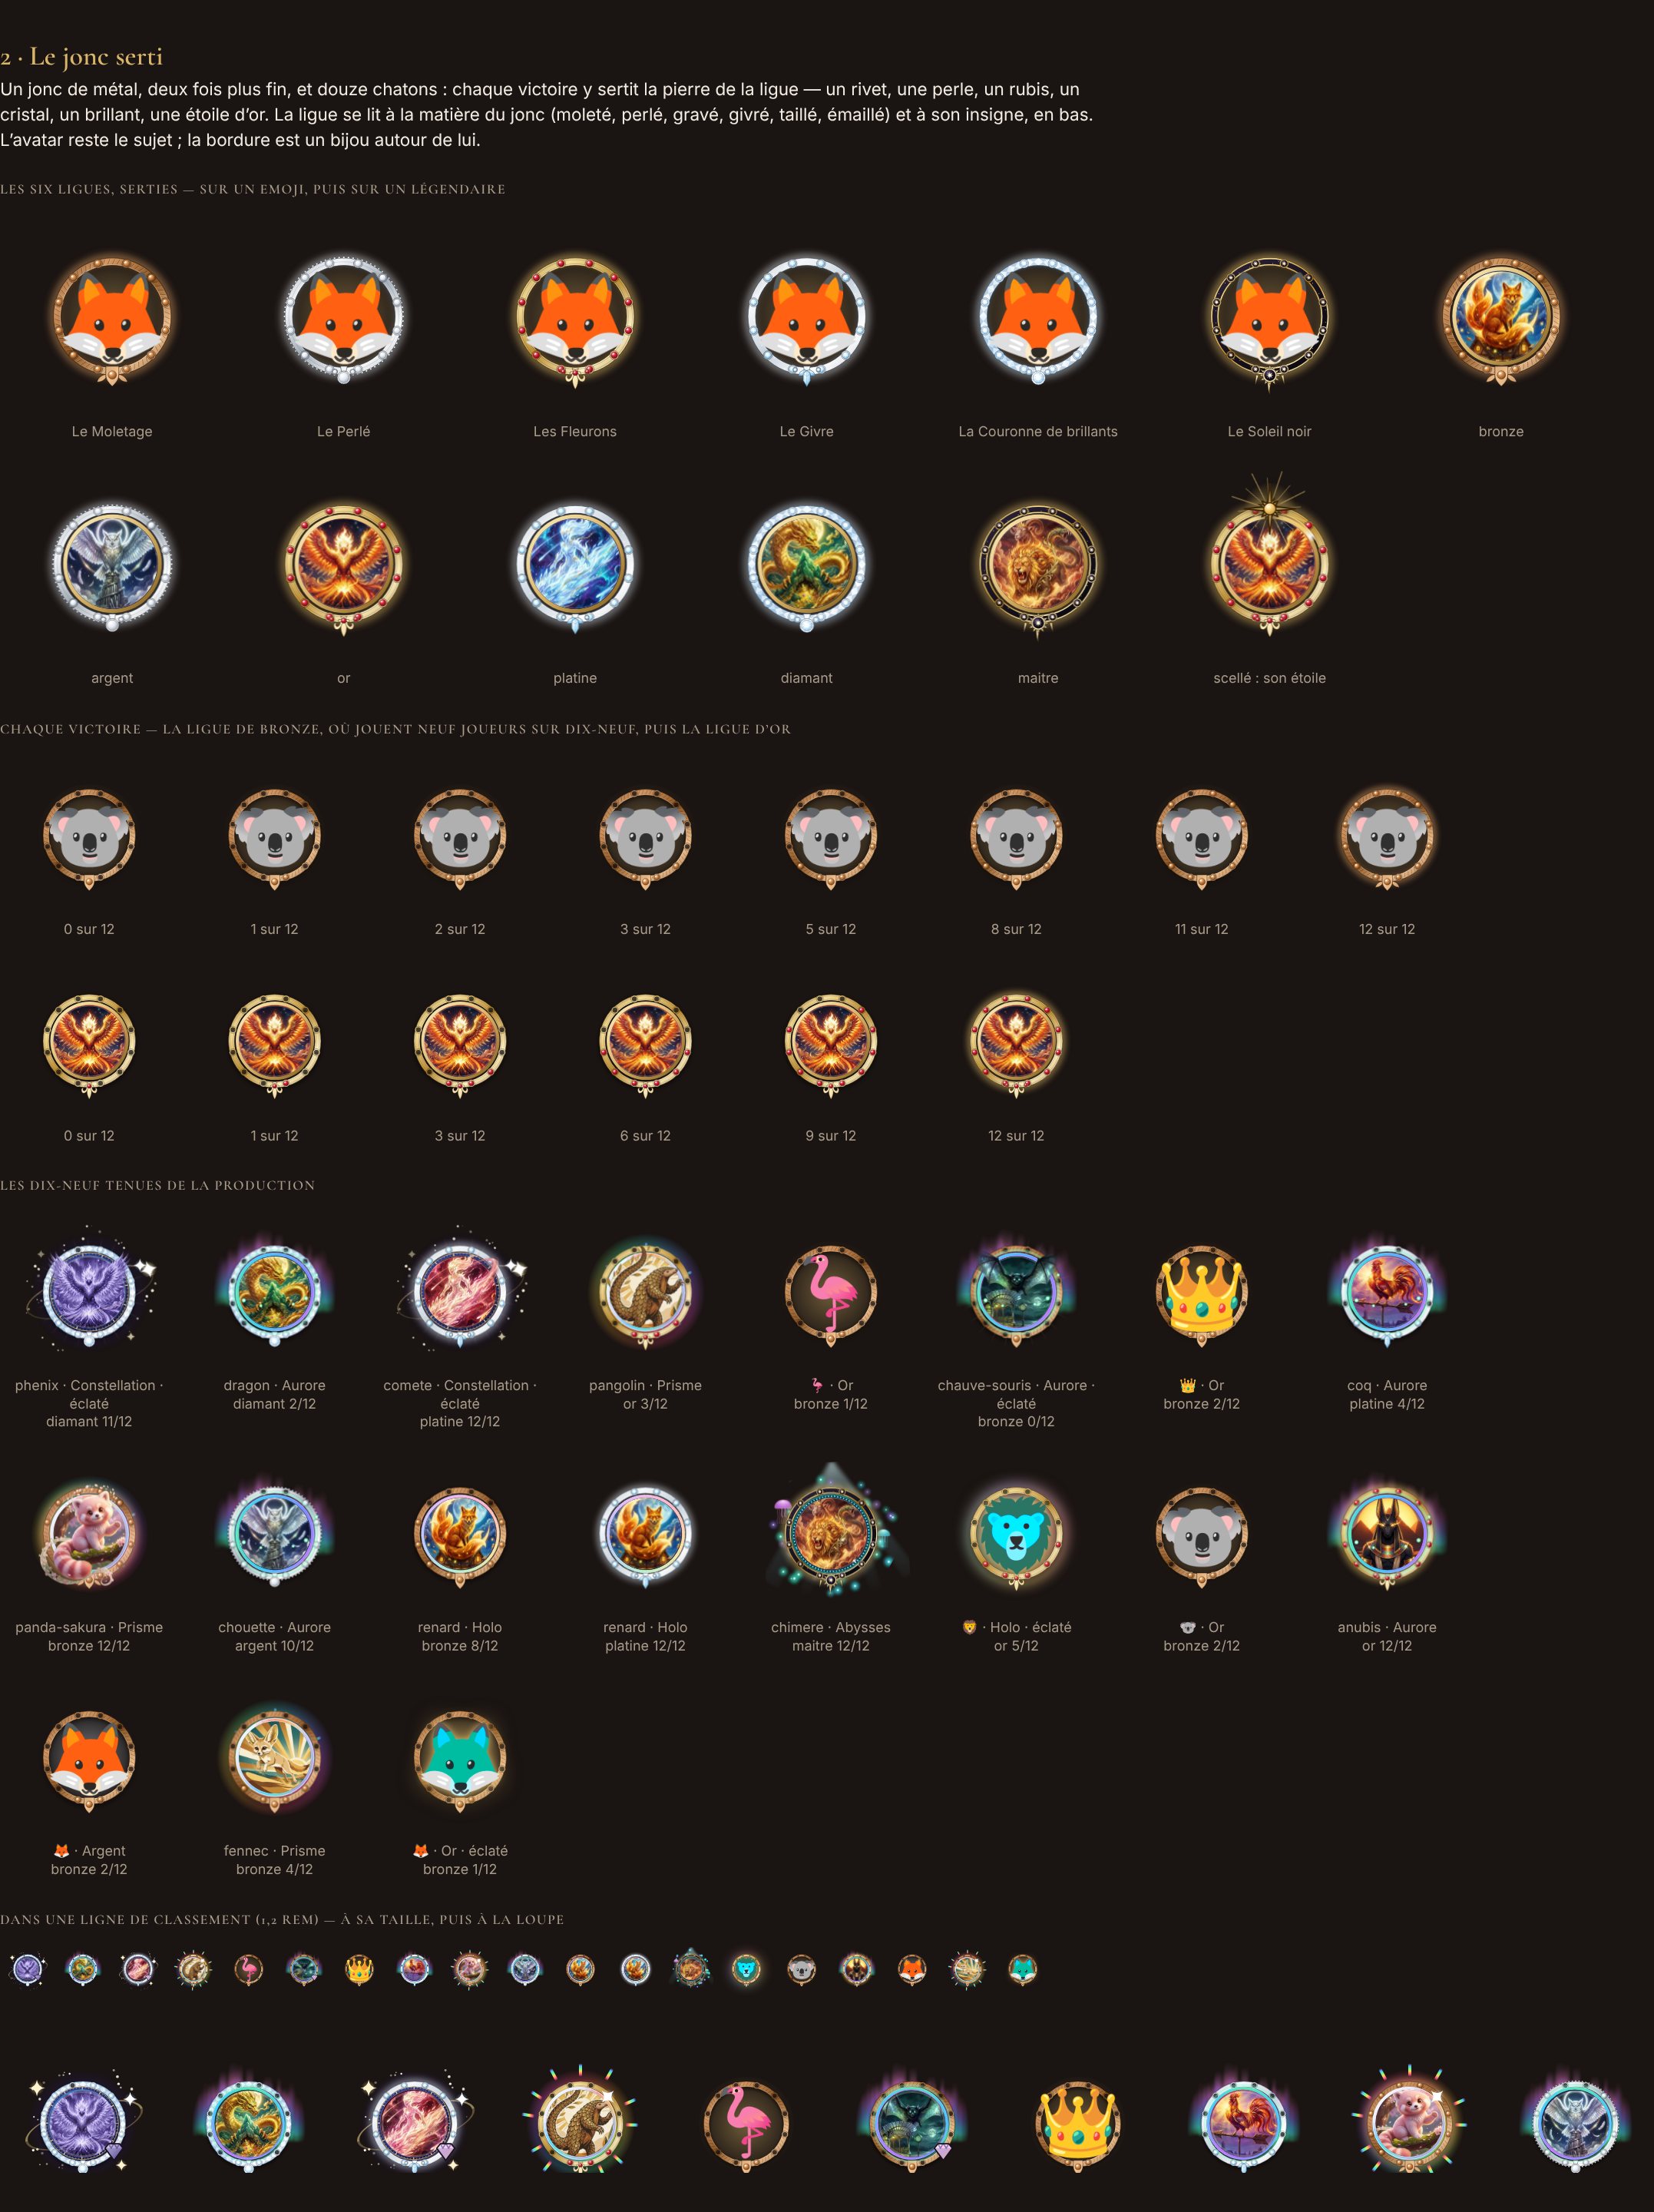 2 · Le jonc serti
Un jonc de métal, deux fois plus fin, et douze chatons : chaque victoire y sertit la pierre de la ligue — un rivet, une perle, un rubis, un
cristal, un brillant, une étoile d’or. La ligue se lit à la matière du jonc (moleté, perlé, gravé, givré, taillé, émaillé) et à son insigne, en bas.
L’avatar reste le sujet ; la bordure est un bijou autour de lui.
LES SIX LIGUES, SERTIES — SUR UN EMOJI, PUIS SUR UN LÉGENDAIRE
Le Moletage
Le Perlé
Les Fleurons
Le Givre
La Couronne de brillants
Le Soleil noir
bronze
argent
or
platine
diamant
maitre
scellé : son étoile
CHAQUE VICTOIRE — LA LIGUE DE BRONZE, OÙ JOUENT NEUF JOUEURS SUR DIX-NEUF, PUIS LA LIGUE D’OR
0 sur 12
1 sur 12
2 sur 12
3 sur 12
5 sur 12
8 sur 12
11 sur 12
12 sur 12
0 sur 12
1 sur 12
3 sur 12
6 sur 12
9 sur 12
12 sur 12
LES DIX-NEUF TENUES DE LA PRODUCTION
phenix · Constellation ·
éclaté
diamant 11/12
dragon · Aurore
diamant 2/12
comete · Constellation ·
éclaté
platine 12/12
pangolin · Prisme
or 3/12
🦩 · Or
bronze 1/12
chauve-souris · Aurore ·
éclaté
bronze 0/12
👑 · Or
bronze 2/12
coq · Aurore
platine 4/12
panda-sakura · Prisme
bronze 12/12
chouette · Aurore
argent 10/12
renard · Holo
bronze 8/12
renard · Holo
platine 12/12
chimere · Abysses
maitre 12/12
🦁 · Holo · éclaté
or 5/12
🐨 · Or
bronze 2/12
anubis · Aurore
or 12/12
🦊 · Argent
bronze 2/12
fennec · Prisme
bronze 4/12
🦊 · Or · éclaté
bronze 1/12
DANS UNE LIGNE DE CLASSEMENT (1,2 REM) — À SA TAILLE, PUIS À LA LOUPE